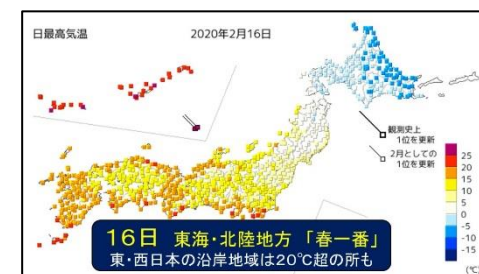 日最高気温 2020年2月16日
観測史上
1位を更新
2月としての
1位を更新
25
20
15
10
5
0
-5
-10
-15
(℃)
16日 東海・北陸地方 「春一番」
東・西日本の沿岸地域は20℃超の所も